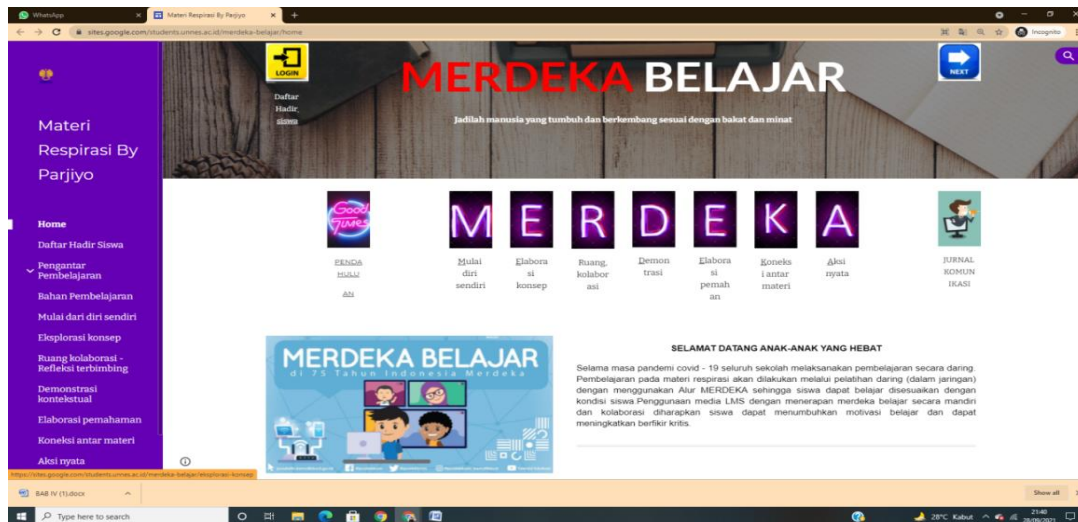 WhatsApp
Materi Respirasi By Parjiyo
sites.google.com/students.unnes.ac.id/merdeka-belajar/home
Incognito
Materi
Respirasi By
Parjiyo
Home
Daftar Hadir Siswa
Pengantar
Pembelajaran
Bahan Pembelajaran
Mulai dari diri sendiri
Eksplorasi konsep
Ruang kolaborasi -
Refleksi terbimbing
Demonstrasi
kontekstual
Elaborasi pemahaman
Koneksi antar materi
Aksi nyata
LOGIN
Daftar
Hadir
siswa
MERDEKA BELAJAR
Jadilah manusia yang tumbuh dan berkembang sesuai dengan bakat dan minat
NEXT
Good
Times
M E R D E K A
PENDA
HULU
AN
Mulai
diri
sendiri
Elabora
si
konsep
Ruang,
kolabor
asi
Demon
trasi
Elabora
si
pemah
an
Koneks
i antar
materi
Aksi
nyata
JURNAL
KOMUN
IKASI
MERDEKA BELAJAR
di 75 Tahun Indonesia Merdeka
SELAMAT DATANG ANAK-ANAK YANG HEBAT
Selama masa pandemi covid - 19 seluruh sekolah melaksanakan pembelajaran secara daring.
Pembelajaran pada materi respirasi akan dilakukan melalui pelatihan daring (dalam jaringan)
dengan menggunakan Alur MERDEKA sehingga siswa dapat belajar disesuaikan dengan
kondisi siswa.Penggunaan media LMS dengan menerapan merdeka belajar secara mandiri
dan kolaborasi diharapkan siswa dapat menumbuhkan motivasi belajar dan dapat
meningkatkan berfikir kritis.
https://sites.google.com/students.unnes.ac.id/merdeka-belajar/eksplorasi-konsep
BAB IV (1).docx
Show all
Type here to search
28°C Kabut
21:40
28/09/2021